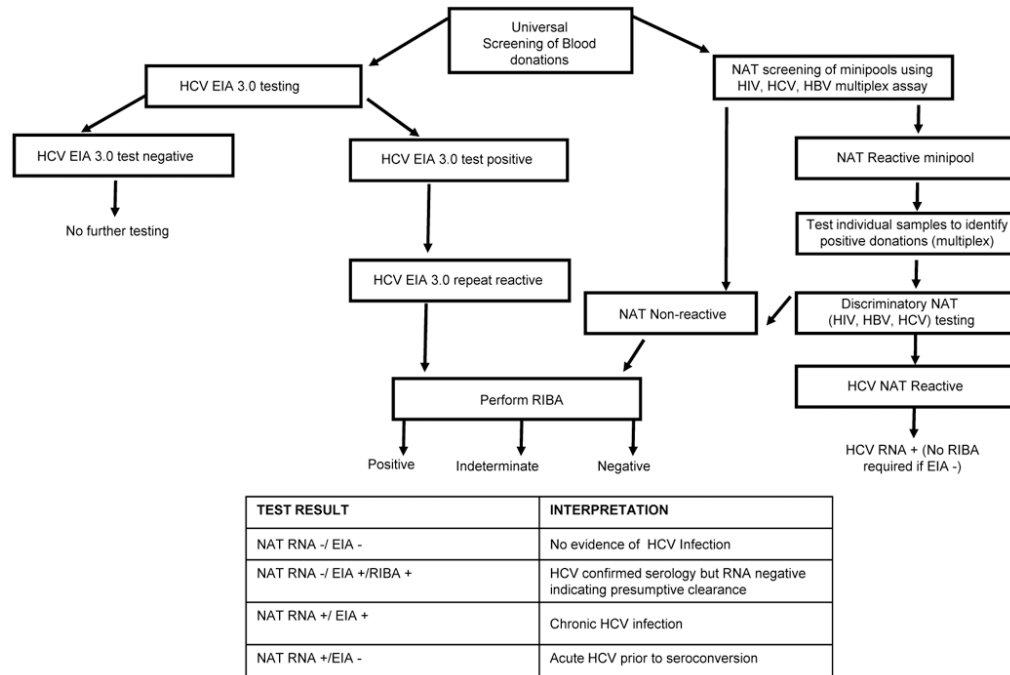 Universal
Screening of Blood
donations
HCV EIA 3.0 testing
NAT screening of minipools using
HIV, HCV, HBV multiplex assay
HCV EIA 3.0 test negative
HCV EIA 3.0 test positive
NAT Reactive minipool
No further testing
Test individual samples to identify
positive donations (multiplex)
HCV EIA 3.0 repeat reactive
NAT Non-reactive
Discriminatory NAT
(HIV, HBV, HCV) testing
Perform RIBA
HCV NAT Reactive
Positive
Indeterminate
Negative
HCV RNA + (No RIBA
required if EIA -)
TEST RESULT
INTERPRETATION
NAT RNA -/ EIA -
No evidence of HCV Infection
NAT RNA -/ EIA +/RIBA +
HCV confirmed serology but RNA negative
indicating presumptive clearance
NAT RNA +/ EIA +
Chronic HCV infection
NAT RNA +/EIA -
Acute HCV prior to seroconversion